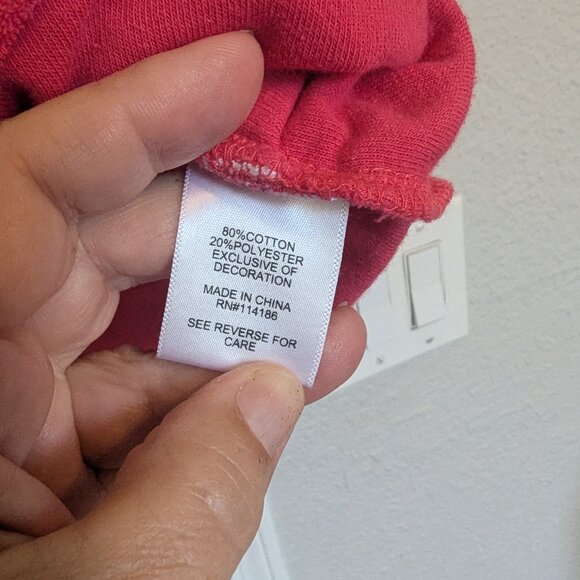 80%COTTON
20%POLYESTER
EXCLUSIVE OF
DECORATION
MADE IN CHINA
RN#114186
SEE REVERSE FOR
CARE